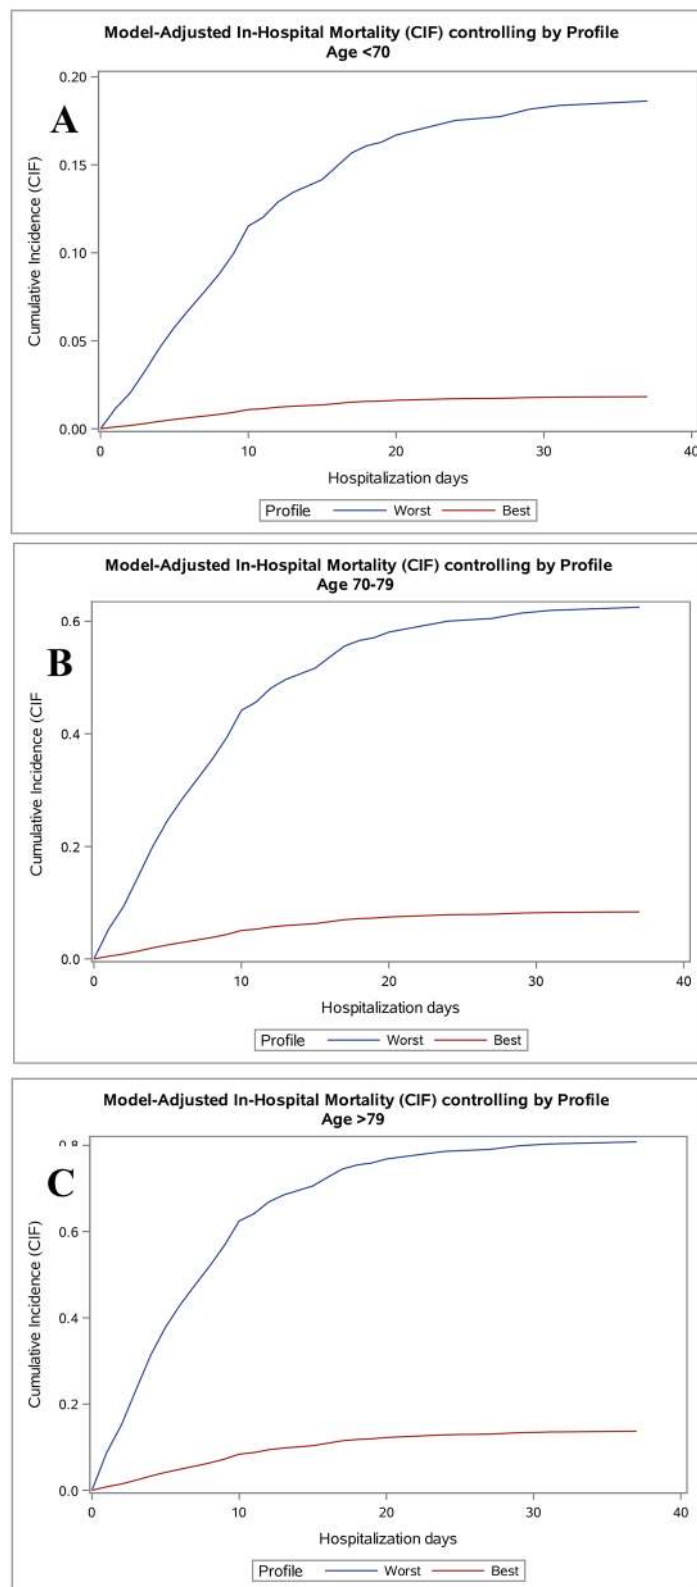 Model-Adjusted In-Hospital Mortality (CIF) controlling by Profile
Age <70
A
Cumulative Incidence (CIF)
0.20
0.15
0.10
0.05
0.00
0 10 20 30 40
Hospitalization days
Profile Worst Best
Model-Adjusted In-Hospital Mortality (CIF) controlling by Profile
Age 70-79
B
Cumulative Incidence (CIF
0.6
0.4
0.2
0.0
0 10 20 30 40
Hospitalization days
Profile Worst Best
Model-Adjusted In-Hospital Mortality (CIF) controlling by Profile
Age >79
C
Cumulative Incidence (CIF)
0.8
0.6
0.4
0.2
0.0
0 10 20 30 40
Hospitalization days
Profile Worst Best